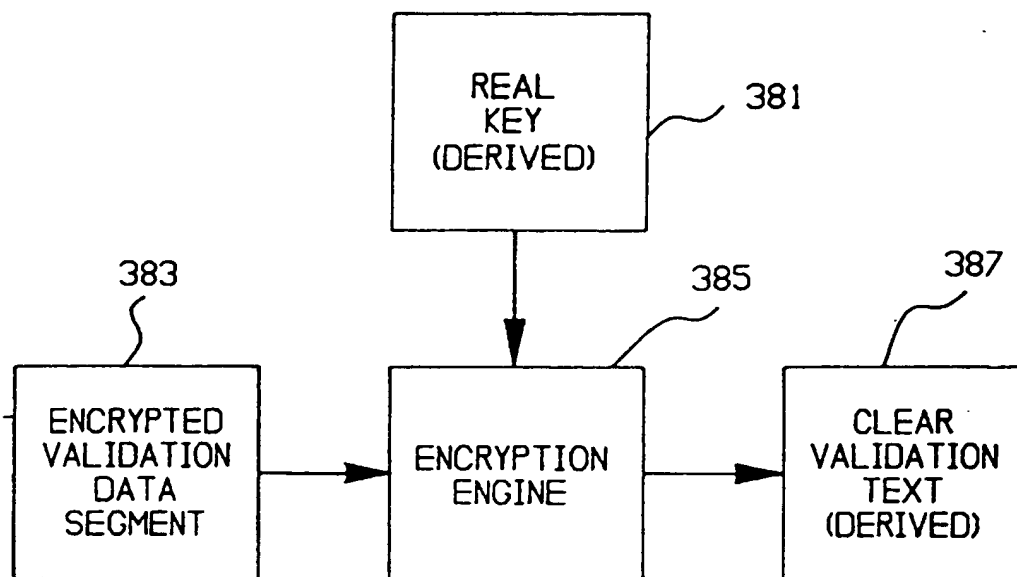 REAL
KEY
(DERIVED)
381
383
385
387
ENCRYPTED
VALIDATION
DATA
SEGMENT
ENCRYPTION
ENGINE
CLEAR
VALIDATION
TEXT
(DERIVED)